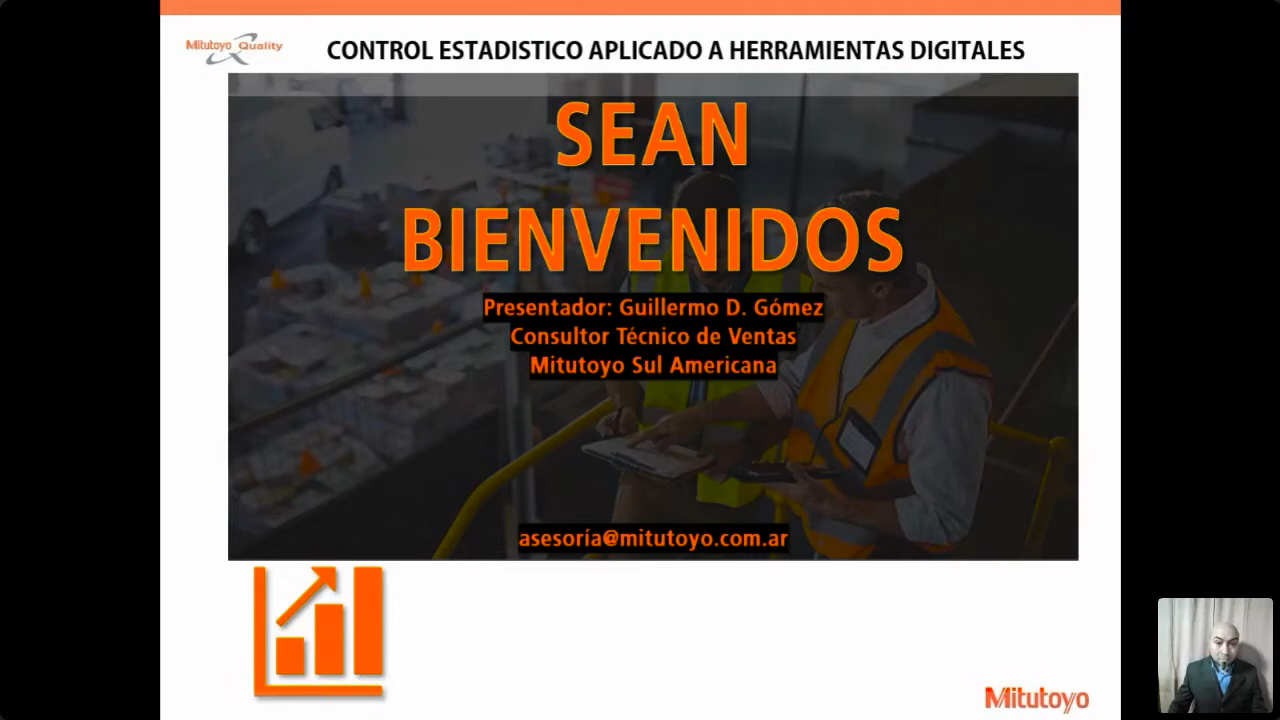 Mitutoyo Quality
CONTROL ESTADISTICO APLICADO A HERRAMIENTAS DIGITALES
SEAN
BIENVENIDOS
Presentador: Guillermo D. Gómez
Consultor Técnico de Ventas
Mitutoyo Sul Americana
asesoría@mitutoyo.com.ar
Mitutoyo